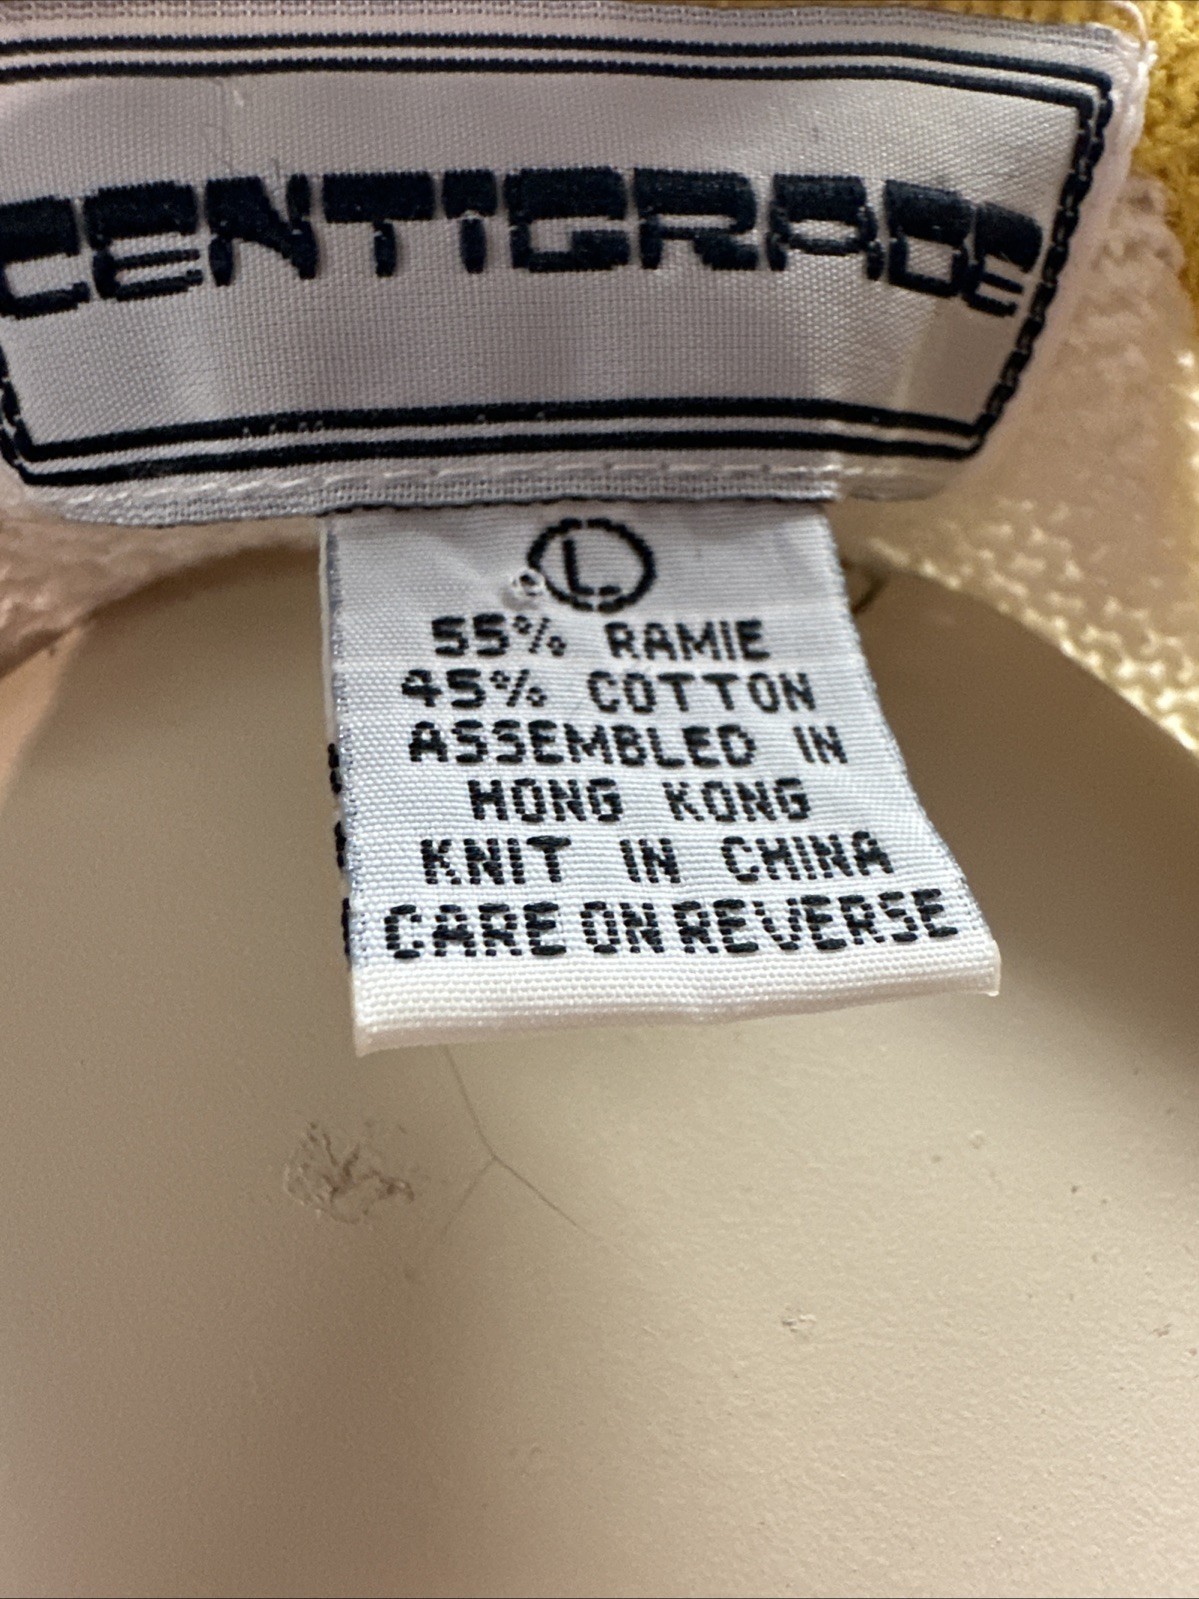 CENTIGRADE
L
55% RAMIE
45% COTTON
ASSEMBLED IN
HONG KONG
KNIT IN CHINA
CARE ON REVERSE